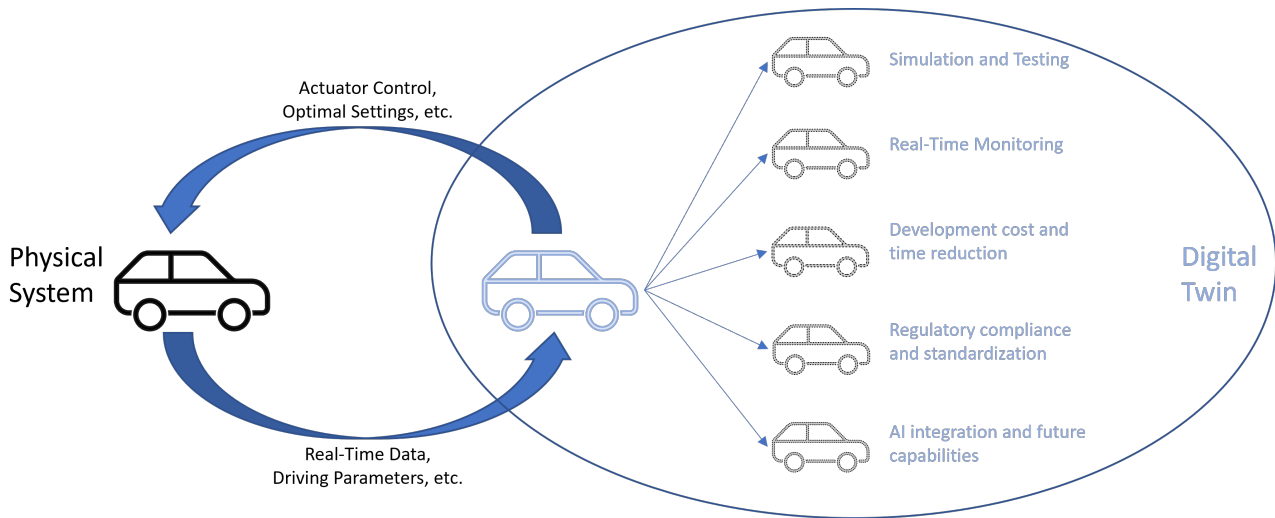 Actuator Control,
Optimal Settings, etc.
Physical
System
Real-Time Data,
Driving Parameters, etc.
Simulation and Testing
Real-Time Monitoring
Development cost and
time reduction
Regulatory compliance
and standardization
AI integration and future
capabilities
Digital
Twin